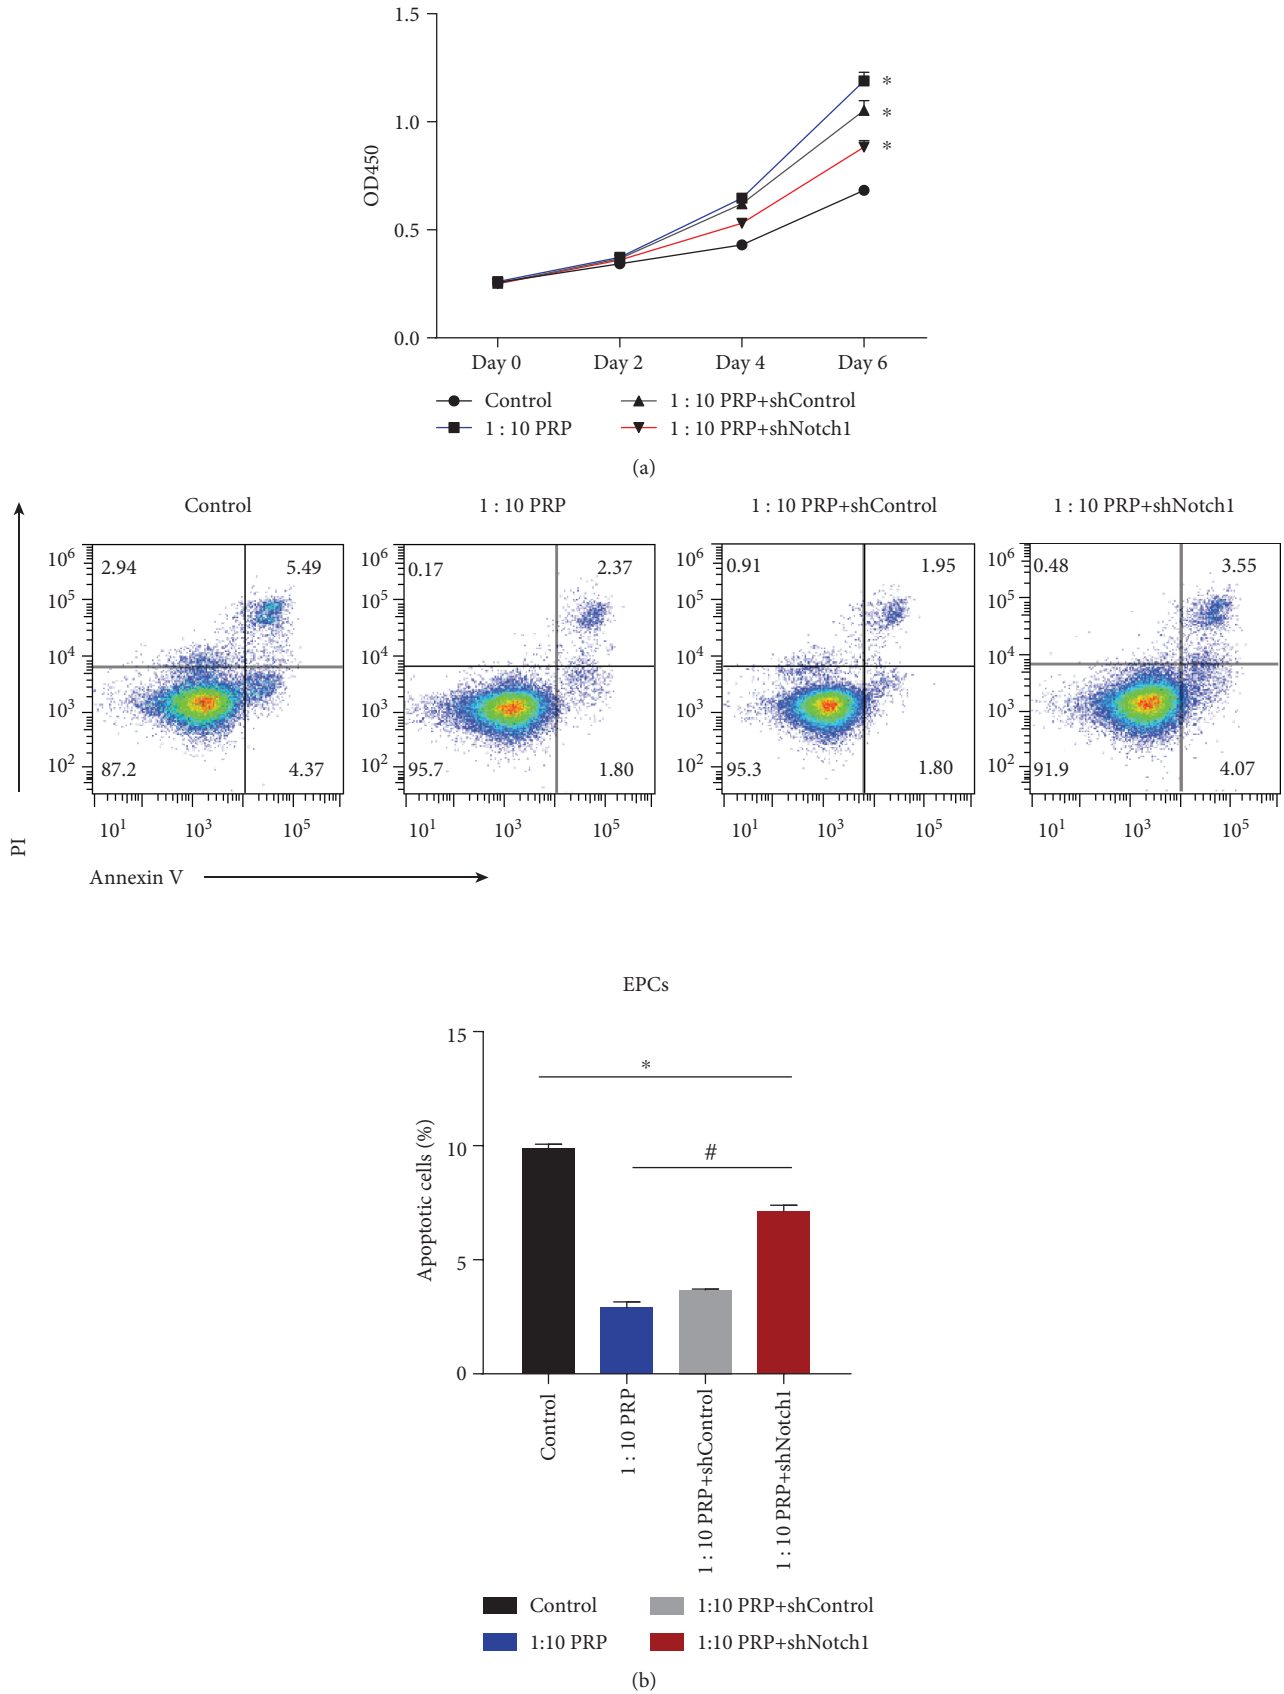 1.5
1.0
0.5
0.0
OD450
*
*
*
Day 0 Day 2 Day 4 Day 6
Control 1 : 10 PRP+shControl
1 : 10 PRP 1 : 10 PRP+shNotch1
(a)
Control 1 : 10 PRP 1 : 10 PRP+shControl 1 : 10 PRP+shNotch1
PI
10⁶ 10⁵ 10⁴ 10³ 10²
2.94 5.49
87.2 4.37
10¹ 10³ 10⁵
10⁶ 10⁵ 10⁴ 10³ 10²
0.17 2.37
95.7 1.80
10¹ 10³ 10⁵
10⁶ 10⁵ 10⁴ 10³ 10²
0.91 1.95
95.3 1.80
10¹ 10³ 10⁵
10⁶ 10⁵ 10⁴ 10³ 10²
0.48 3.55
91.9 4.07
10¹ 10³ 10⁵
Annexin V
EPCs
15
10
5
0
Apoptotic cells (%)
*
#
Control
1 : 10 PRP
1 : 10 PRP+shControl
1 : 10 PRP+shNotch1
Control 1:10 PRP+shControl
1:10 PRP 1:10 PRP+shNotch1
(b)